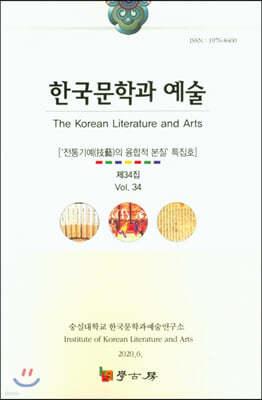 ISSN : 1976-8400
한국문학과 예술
The Korean Literature and Arts
['전통기예(技藝)의 융합적 본질' 특집호]
제34집
Vol. 34
숭실대학교 한국문학과예술연구소
Institute of Korean Literature and Arts
2020.6.
學古房
yes24